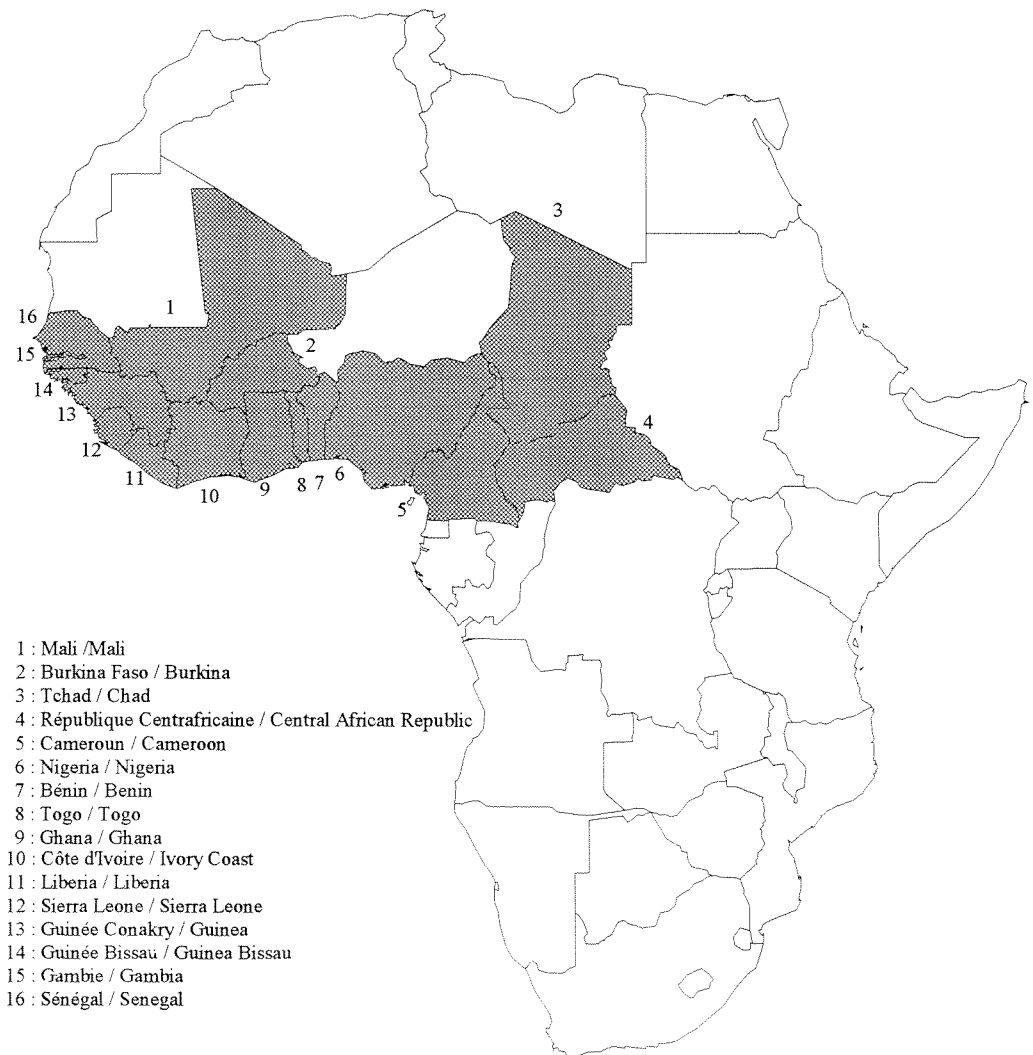 3
16
1
2
15
14
13
4
12
11
10
9
8
7
6
5
1 : Mali /Mali
2 : Burkina Faso / Burkina
3 : Tchad / Chad
4 : République Centrafricaine / Central African Republic
5 : Cameroun / Cameroon
6 : Nigeria / Nigeria
7 : Bénin / Benin
8 : Togo / Togo
9 : Ghana / Ghana
10 : Côte d'Ivoire / Ivory Coast
11 : Liberia / Liberia
12 : Sierra Leone / Sierra Leone
13 : Guinée Conakry / Guinea
14 : Guinée Bissau / Guinea Bissau
15 : Gambie / Gambia
16 : Sénégal / Senegal